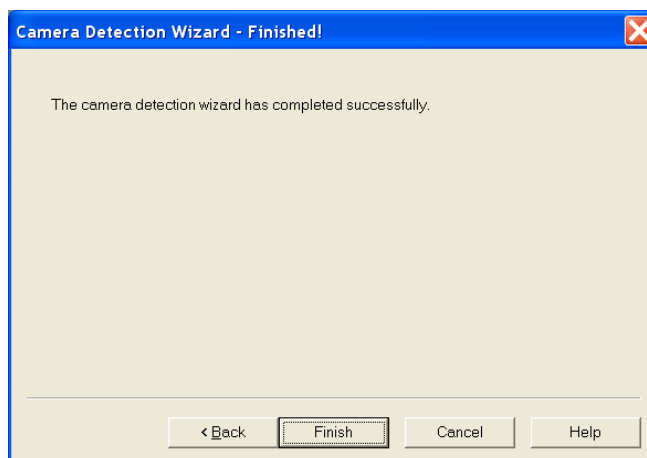 Camera Detection Wizard - Finished!
The camera detection wizard has completed successfully.
< Back Finish Cancel Help